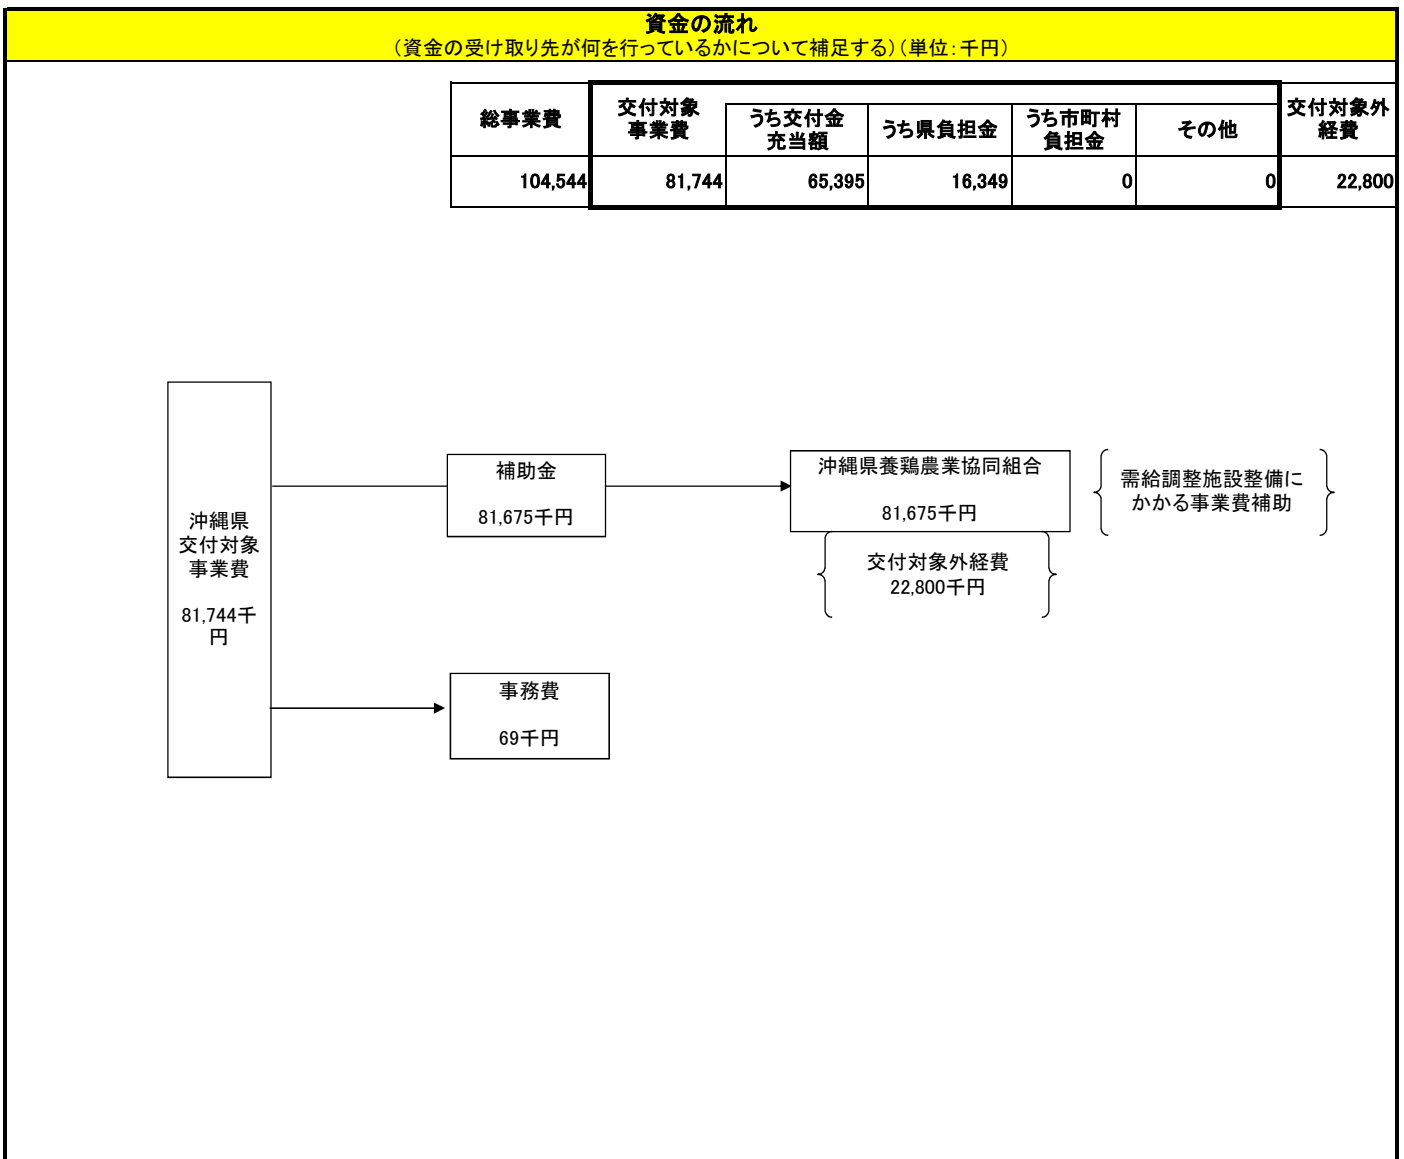 資金の流れ
（資金の受け取り先が何を行っているかについて補足する）（単位：千円）
総事業費
交付対象
事業費
うち交付金
充当額
うち県負担金
うち市町村
負担金
その他
交付対象外
経費
104,544
81,744
65,395
16,349
0
0
22,800
沖縄県
交付対象
事業費
81,744千
円
補助金
81,675千円
沖縄県養鶏農業協同組合
81,675千円
需給調整施設整備に
かかる事業費補助
交付対象外経費
22,800千円
事務費
69千円